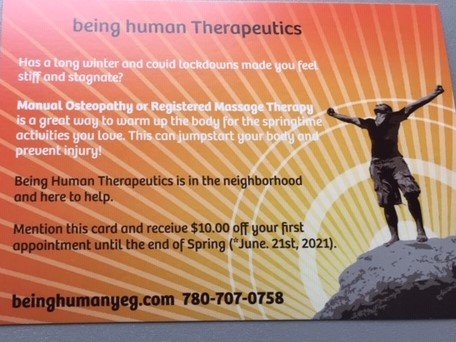 being human Therapeutics
Has a long winter and covid lockdowns made you feel
stiff and stagnate?
Manual Osteopathy or Registered Massage Therapy
is a great way to warm up the body for the springtime
activities you love. This can jumpstart your body and
prevent injury!
Being Human Therapeutics is in the neighborhood
and here to help.
Mention this card and receive $10.00 off your first
appointment until the end of Spring (*June. 21st, 2021).
beinghumanyeg.com 780-707-0758